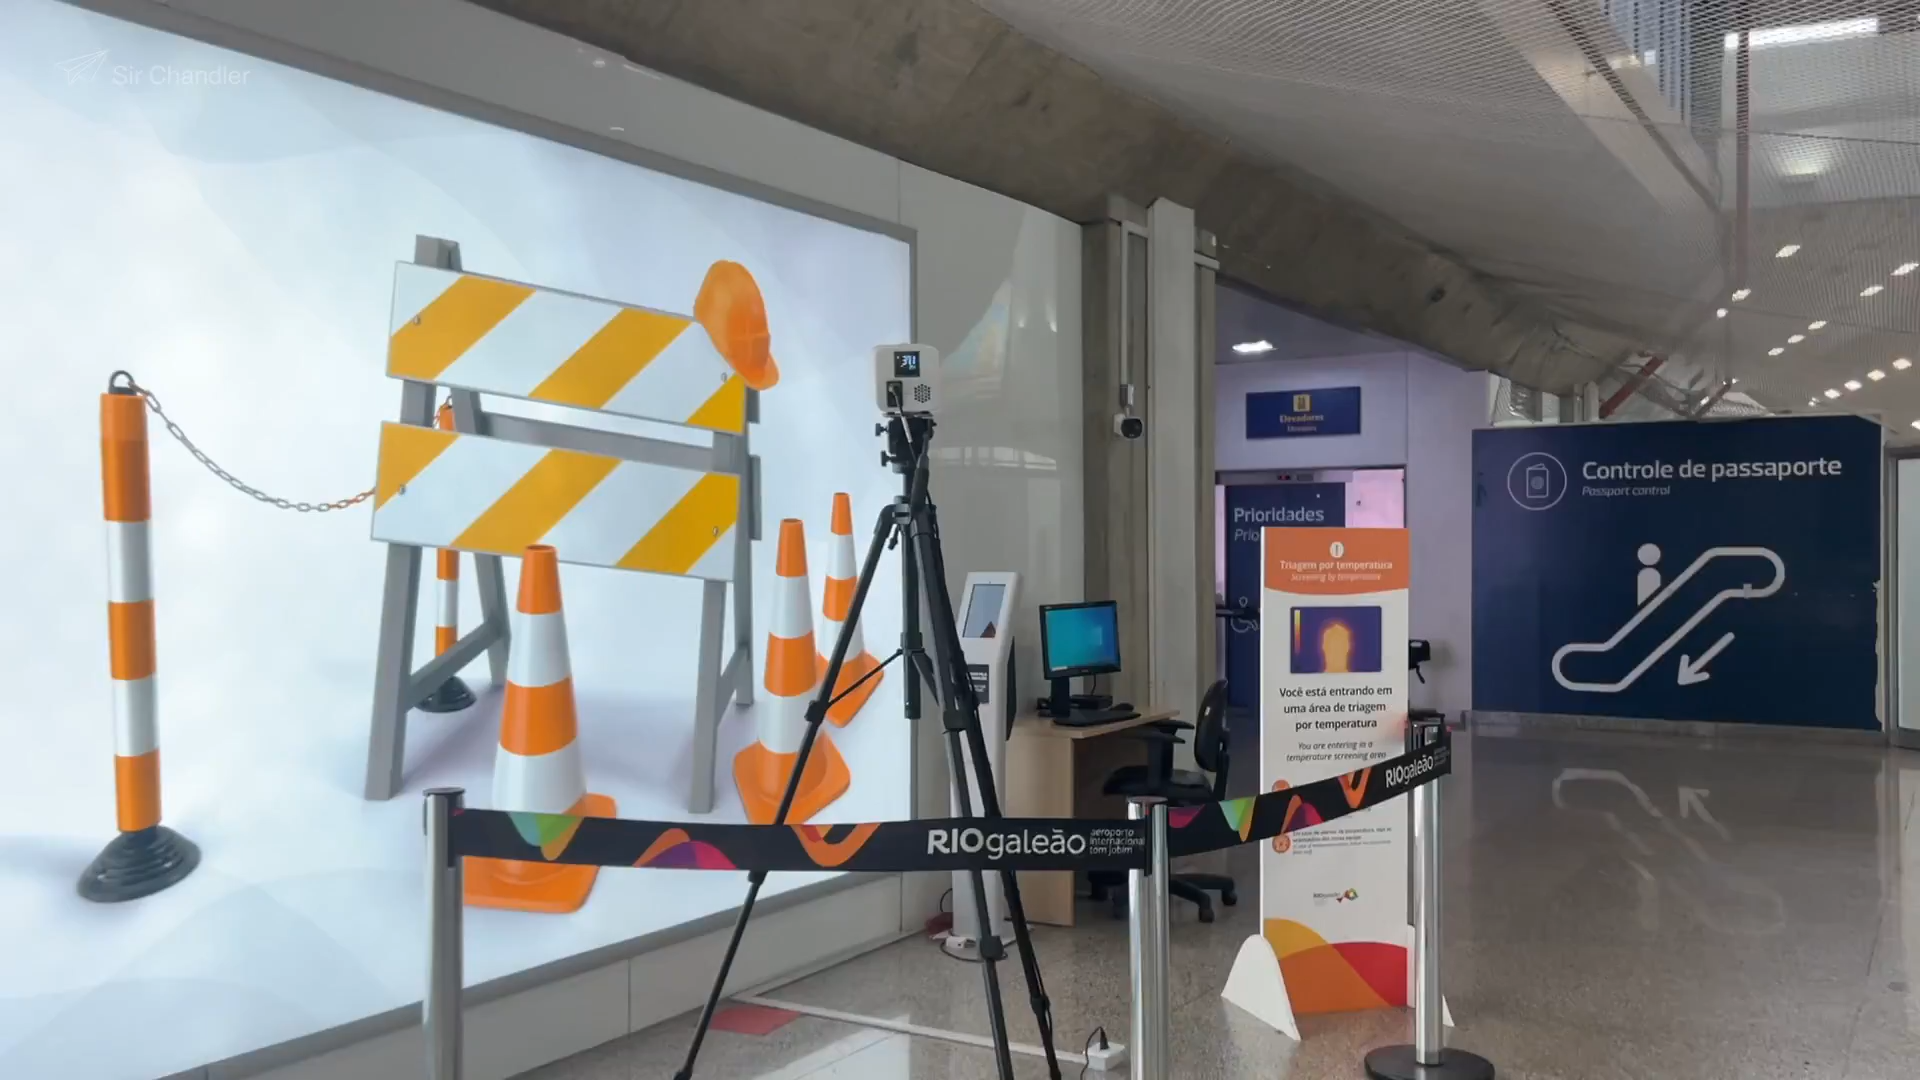 Sir Chandler
Elevadores
Elevators
Controle de passaporte
Passport control
Prioridades
Triagem por temperatura
Screening by temperature
Você está entrando em
uma área de triagem
por temperatura
You are entering in a
temperature screening area
RIOgaleão
RIOgaleão
aeroporto
internacional
tom jobim